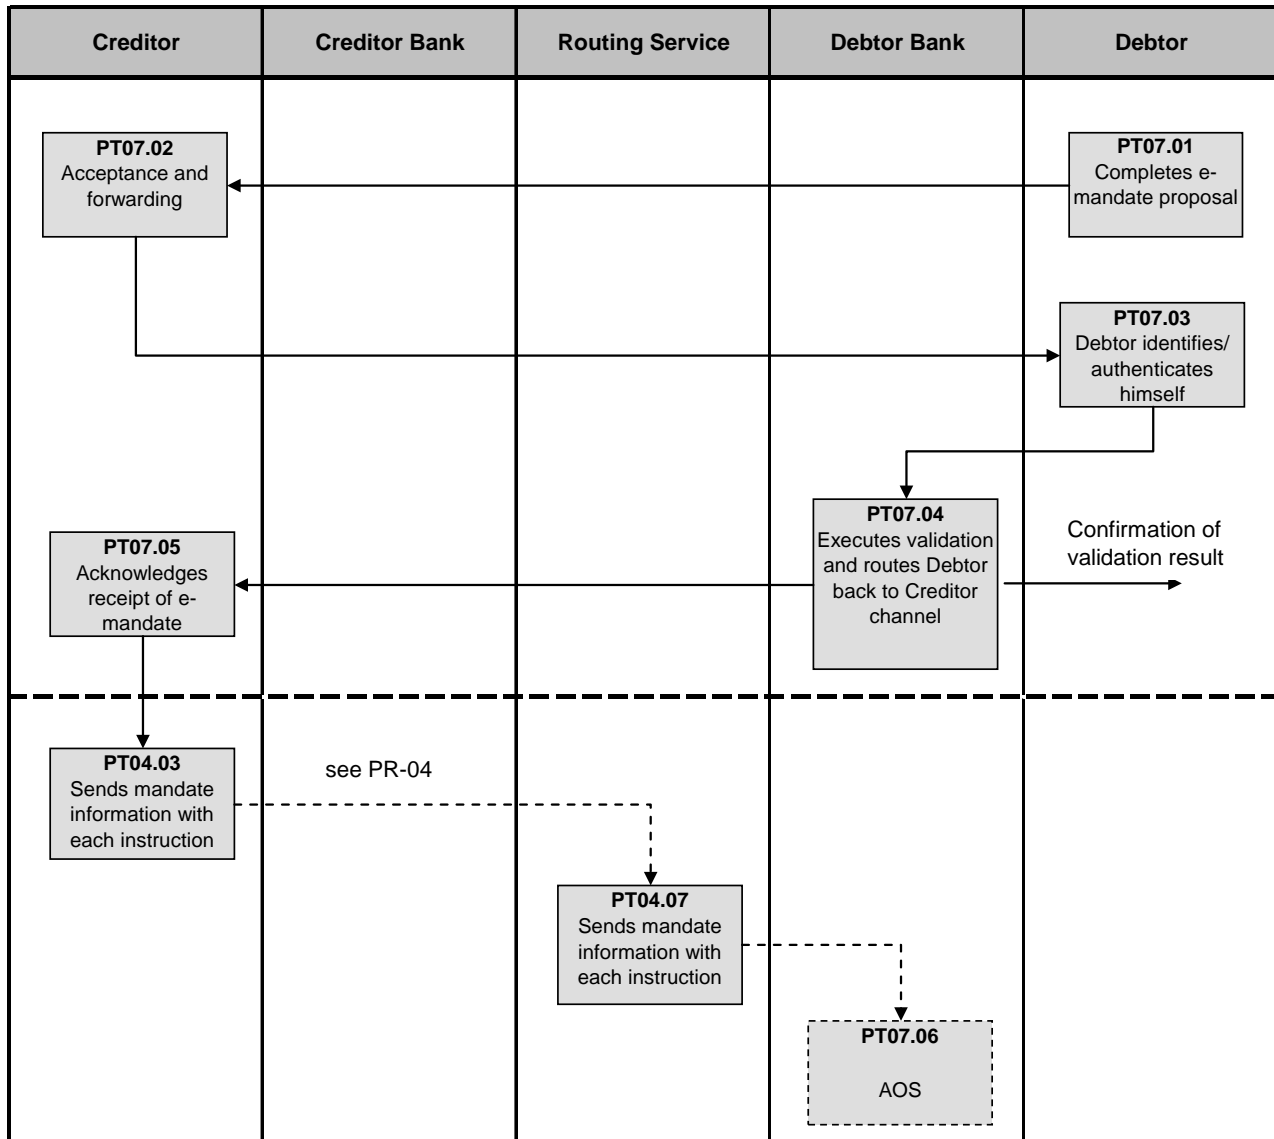 Creditor
Creditor Bank
Routing Service
Debtor Bank
Debtor
PT07.02
Acceptance and
forwarding
PT07.01
Completes e-
mandate proposal
PT07.03
Debtor identifies/
authenticates
himself
PT07.04
Executes validation
and routes Debtor
back to Creditor
channel
Confirmation of
validation result
PT07.05
Acknowledges
receipt of e-
mandate
PT04.03
Sends mandate
information with
each instruction
see PR-04
PT04.07
Sends mandate
information with
each instruction
PT07.06
AOS